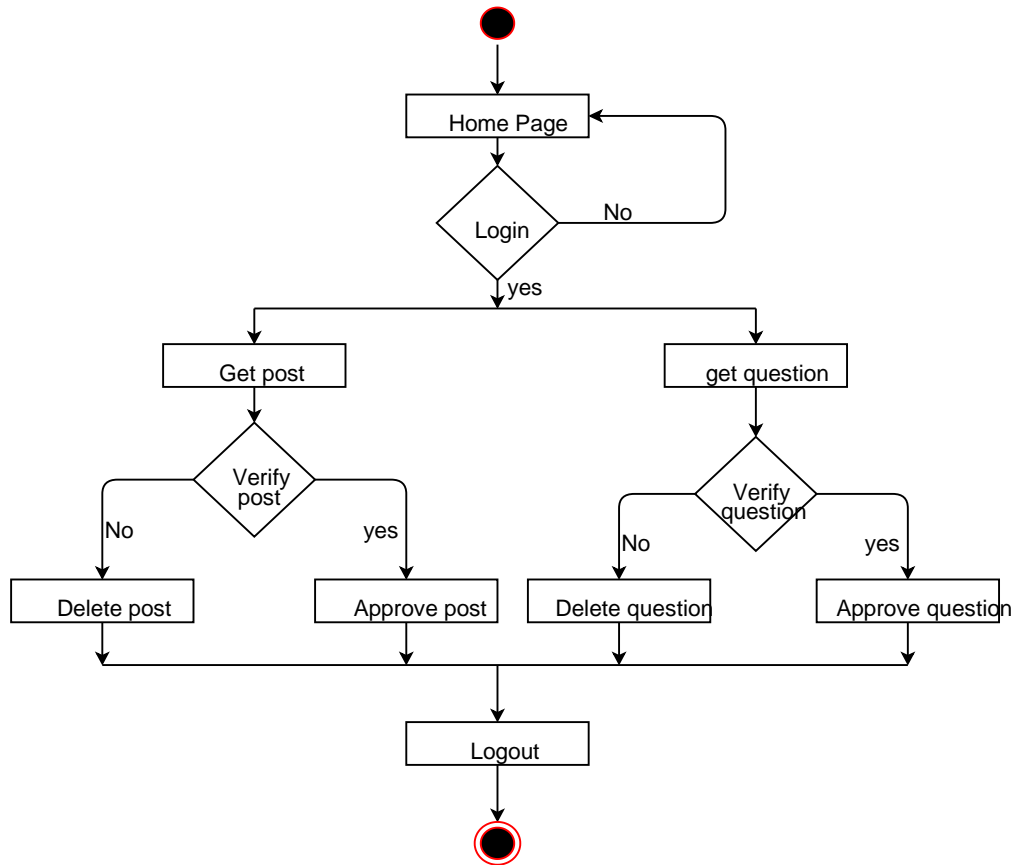 Home Page
No
Login
yes
Get post
get question
Verify
post
Verify
question
No
yes
No
yes
Delete post
Approve post
Delete question
Approve question
Logout